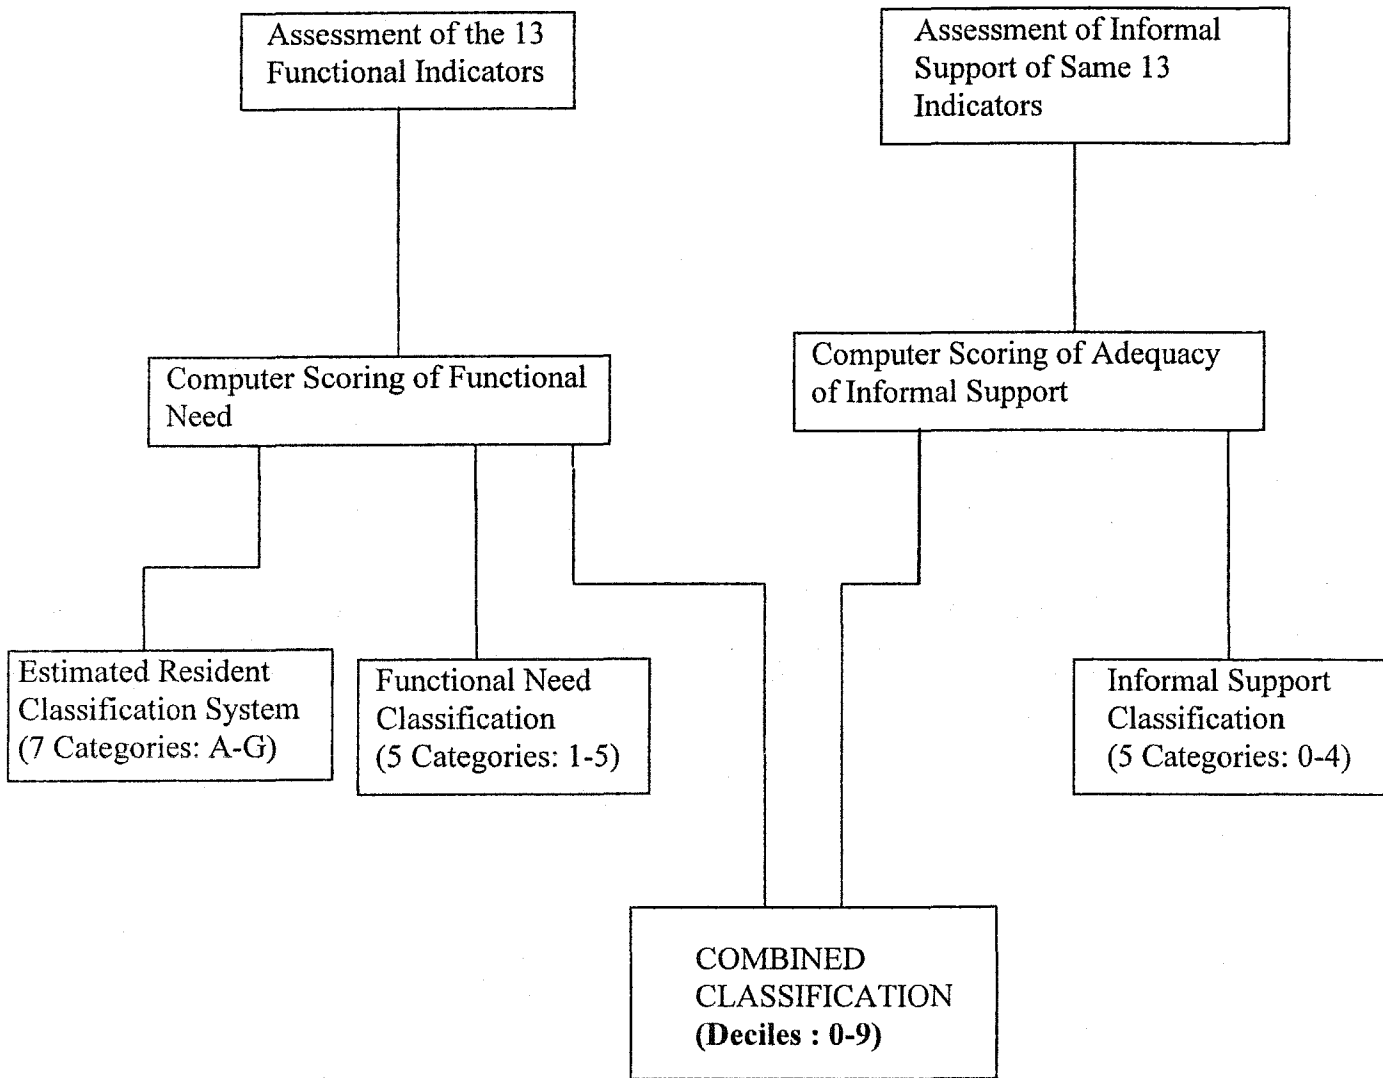 Assessment of the 13
Functional Indicators
Assessment of Informal
Support of Same 13
Indicators
Computer Scoring of Functional
Need
Computer Scoring of Adequacy
of Informal Support
Estimated Resident
Classification System
(7 Categories: A-G)
Functional Need
Classification
(5 Categories: 1-5)
Informal Support
Classification
(5 Categories: 0-4)
COMBINED
CLASSIFICATION
(Deciles : 0-9)